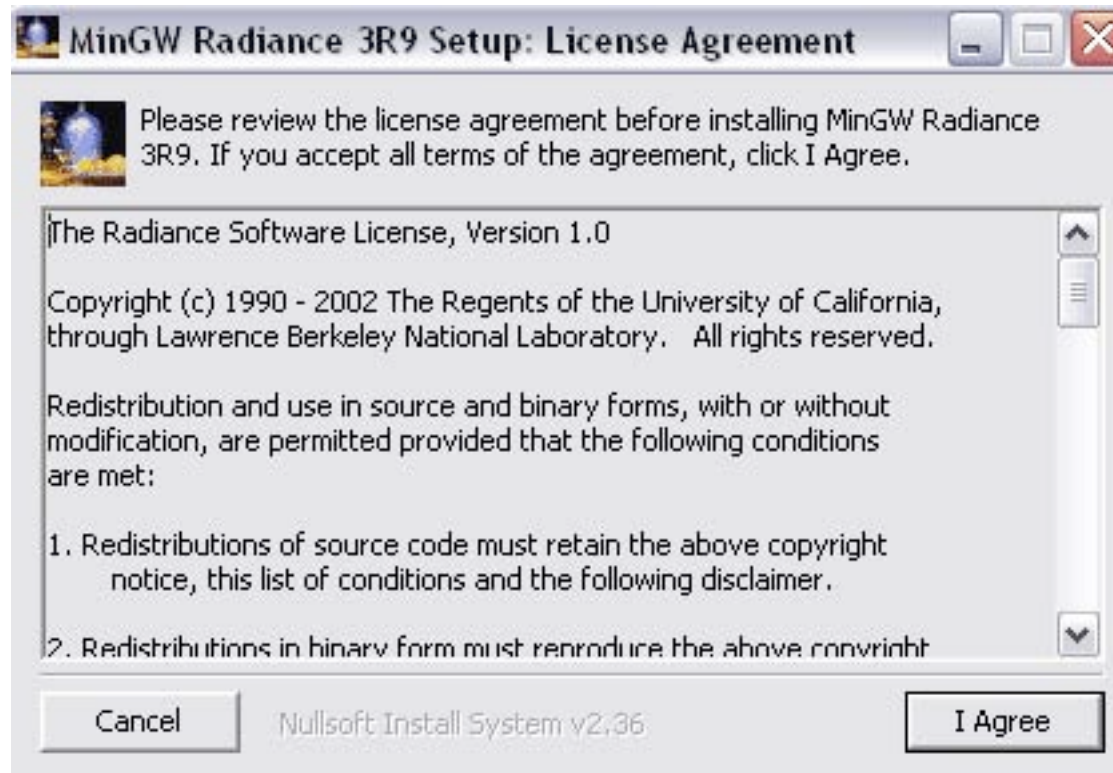 MinGW Radiance 3R9 Setup: License Agreement
Please review the license agreement before installing MinGW Radiance
3R9. If you accept all terms of the agreement, click I Agree.
The Radiance Software License, Version 1.0
Copyright (c) 1990 - 2002 The Regents of the University of California,
through Lawrence Berkeley National Laboratory.   All rights reserved.
Redistribution and use in source and binary forms, with or without
modification, are permitted provided that the following conditions
are met:
1. Redistributions of source code must retain the above copyright
notice, this list of conditions and the following disclaimer.
2. Redistributions in binary form must reproduce the above copyright
Cancel
Nullsoft Install System v2.36
I Agree